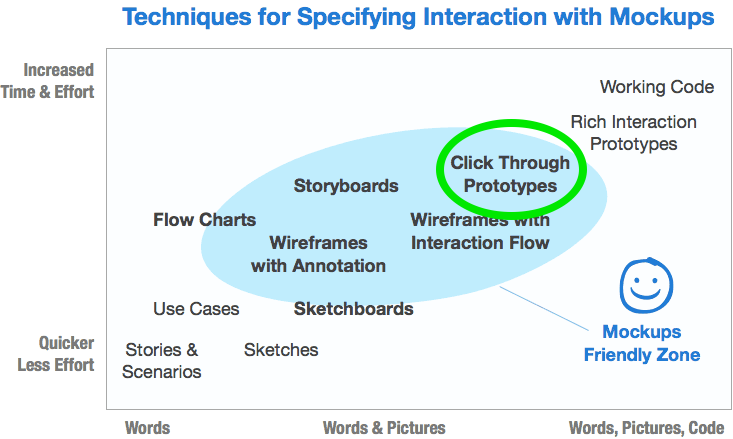 Techniques for Specifying Interaction with Mockups
Increased
Time & Effort
Working Code
Rich Interaction
Prototypes
Click Through
Prototypes
Storyboards
Flow Charts
Wireframes with
Interaction Flow
Wireframes
with Annotation
Use Cases
Sketchboards
Mockups
Friendly Zone
Quicker
Less Effort
Stories &
Scenarios
Sketches
Words
Words & Pictures
Words, Pictures, Code